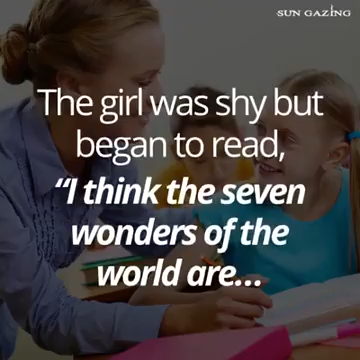 SUN GAZING
The girl was shy but
began to read,
“I think the seven
wonders of the
world are...